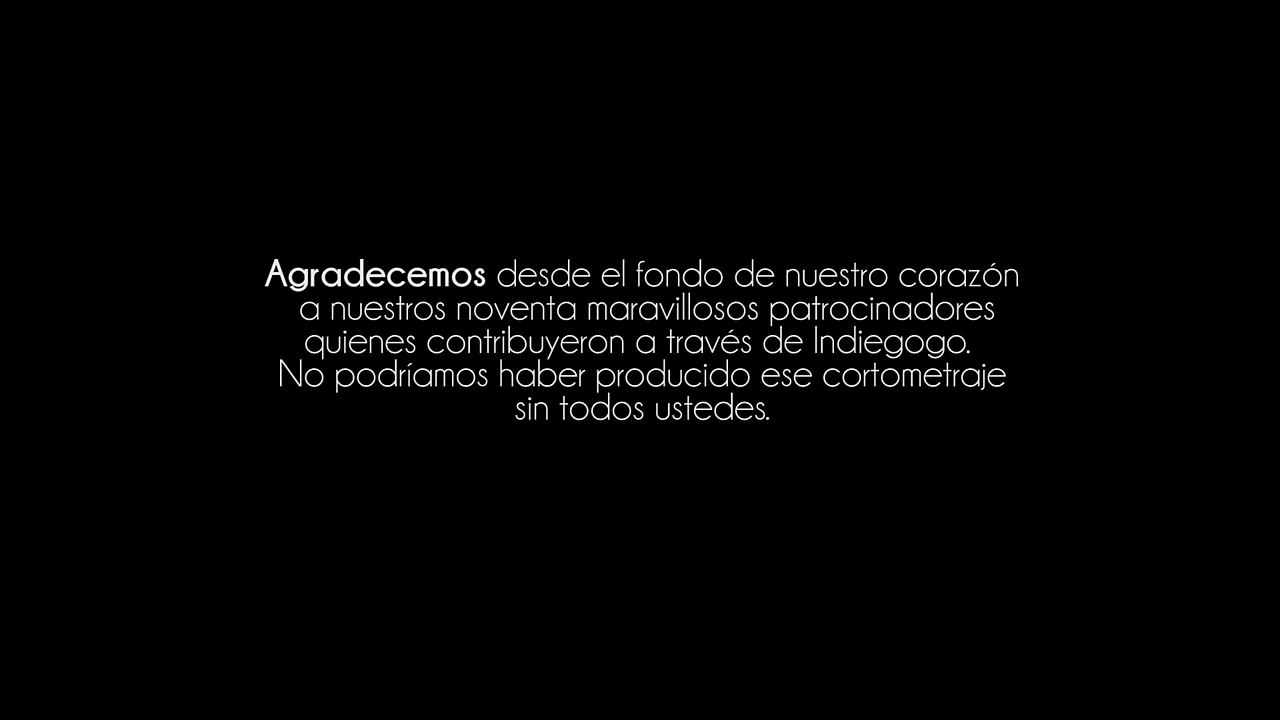 Agradecemos desde el fondo de nuestro corazón
a nuestros noventa maravillosos patrocinadores
quienes contribuyeron a través de Indiegogo.
No podríamos haber producido ese cortometraje
sin todos ustedes.